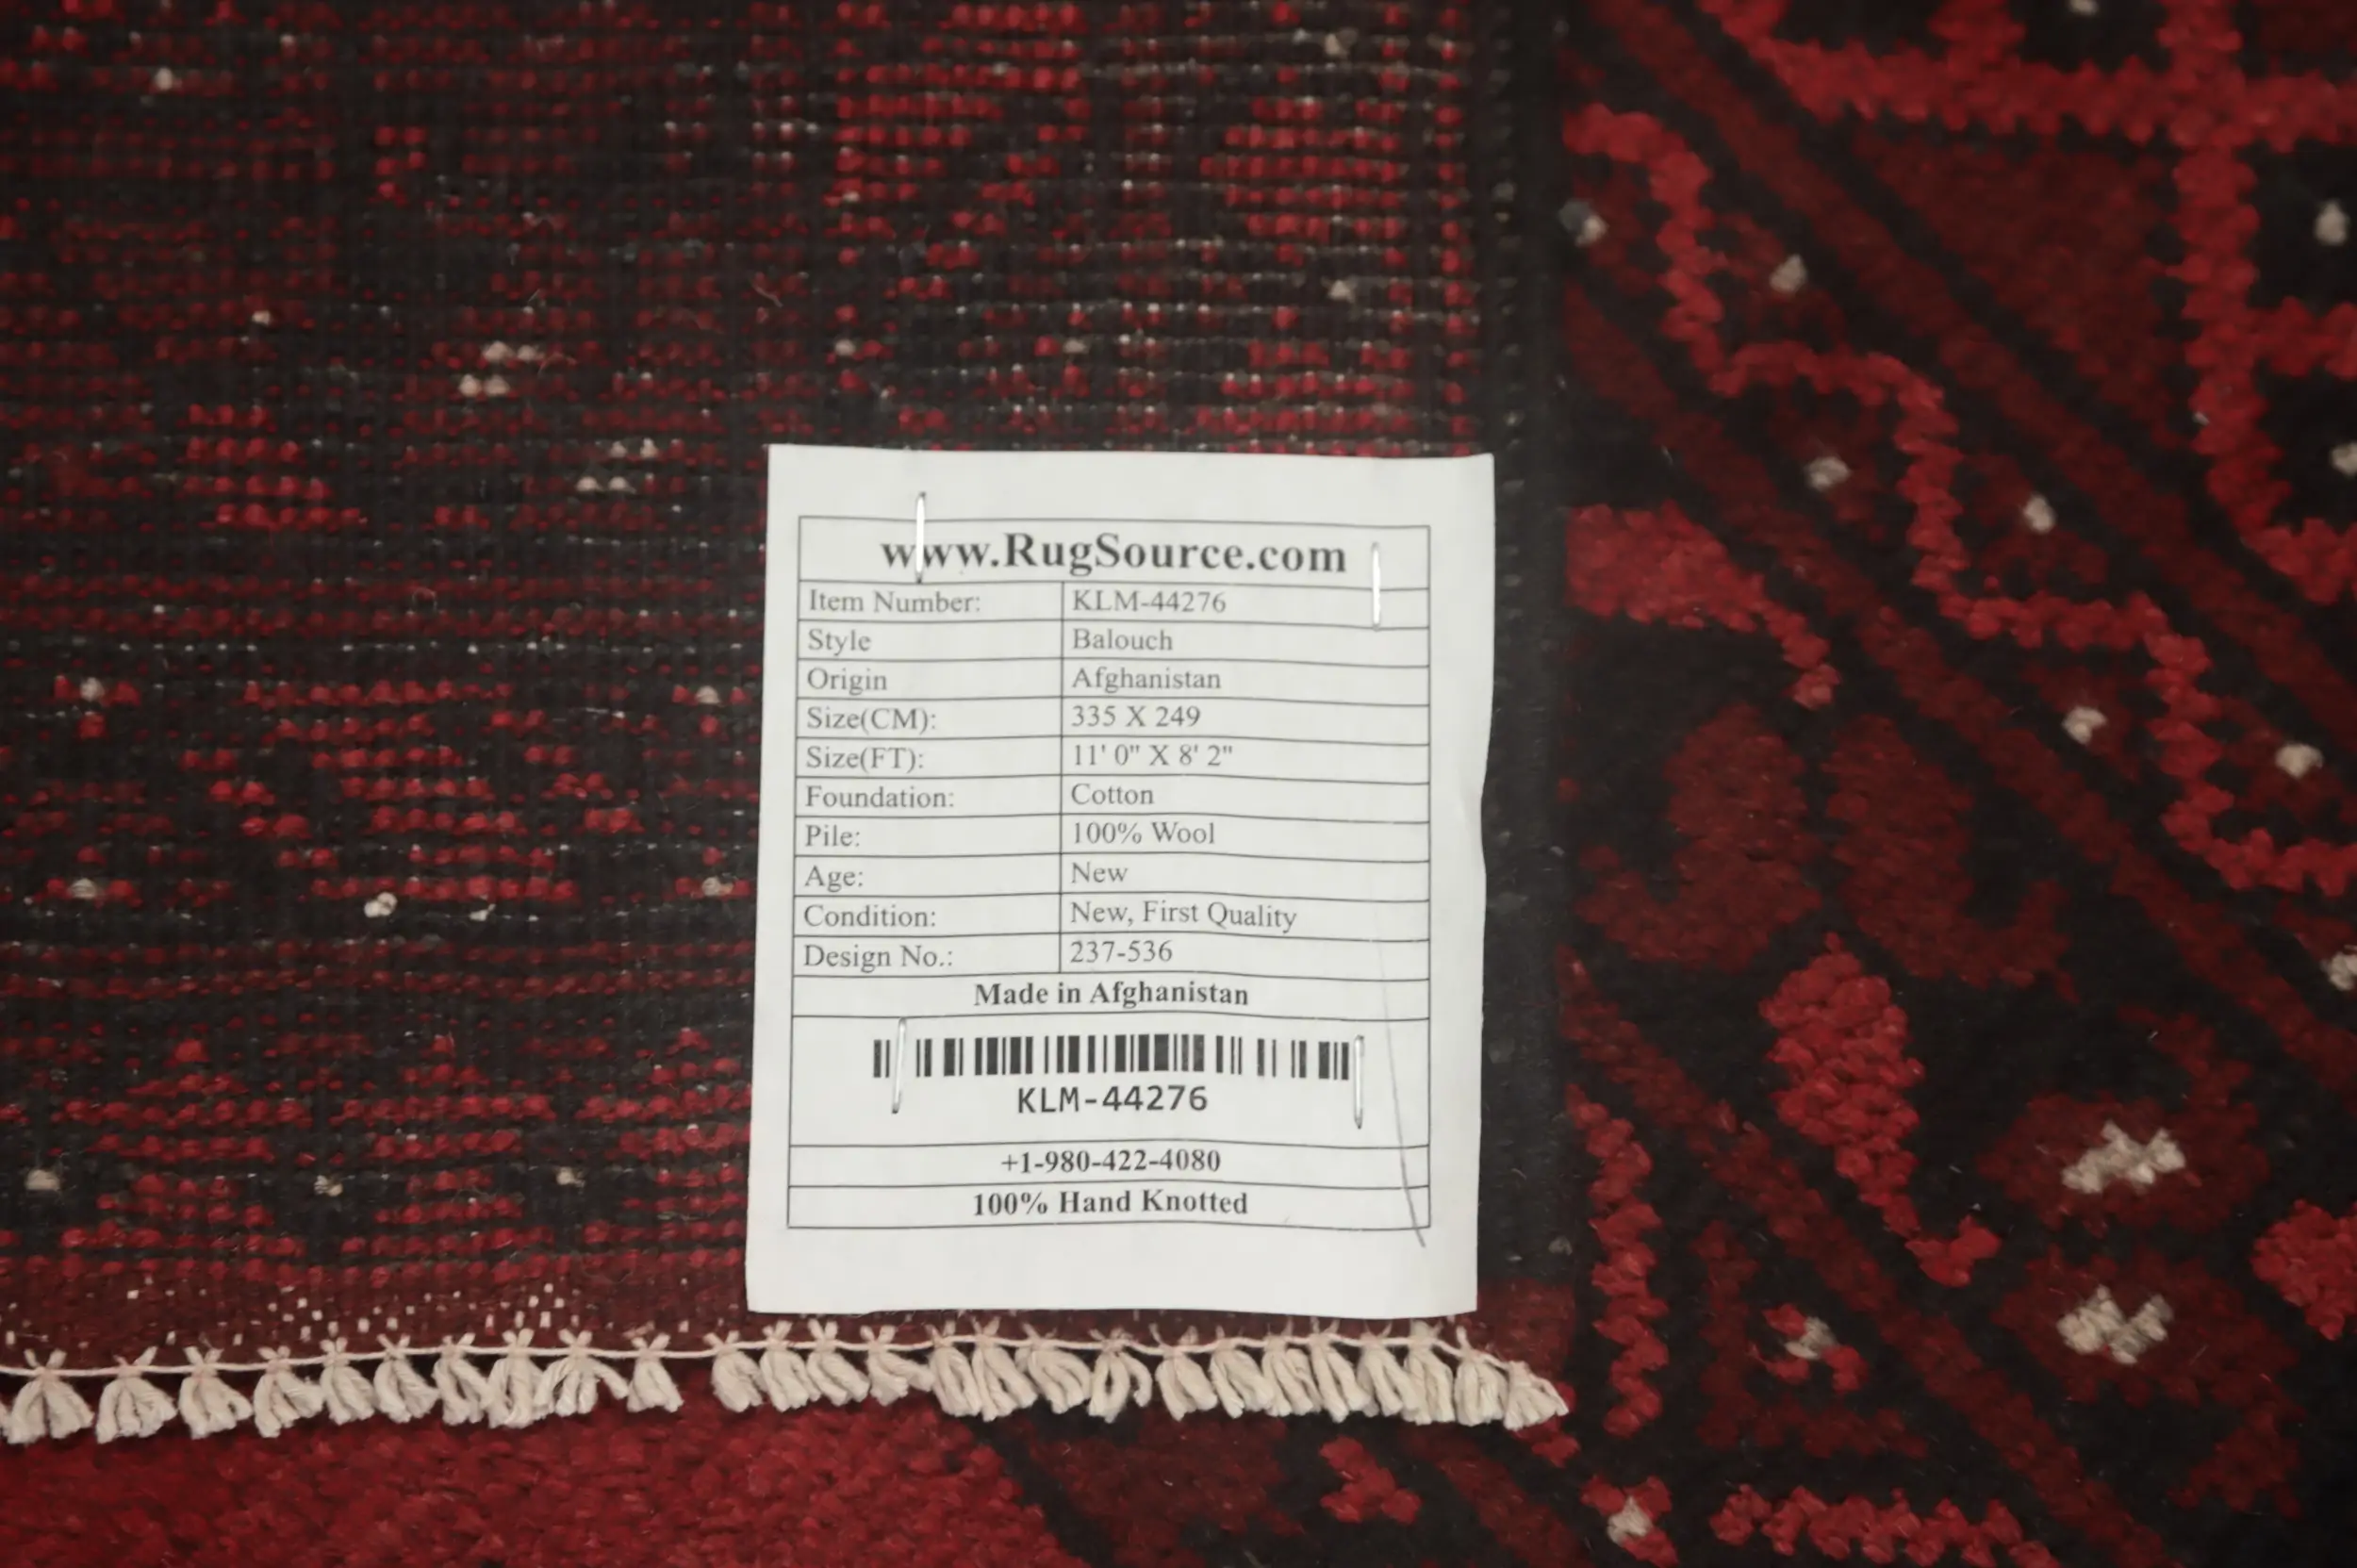 www.RugSource.com
Item Number: KLM-44276
Style Balouch
Origin Afghanistan
Size(CM): 335 X 249
Size(FT): 11' 0" X 8' 2"
Foundation: Cotton
Pile: 100% Wool
Age: New
Condition: New, First Quality
Design No.: 237-536
Made in Afghanistan
KLM-44276
+1-980-422-4080
100% Hand Knotted